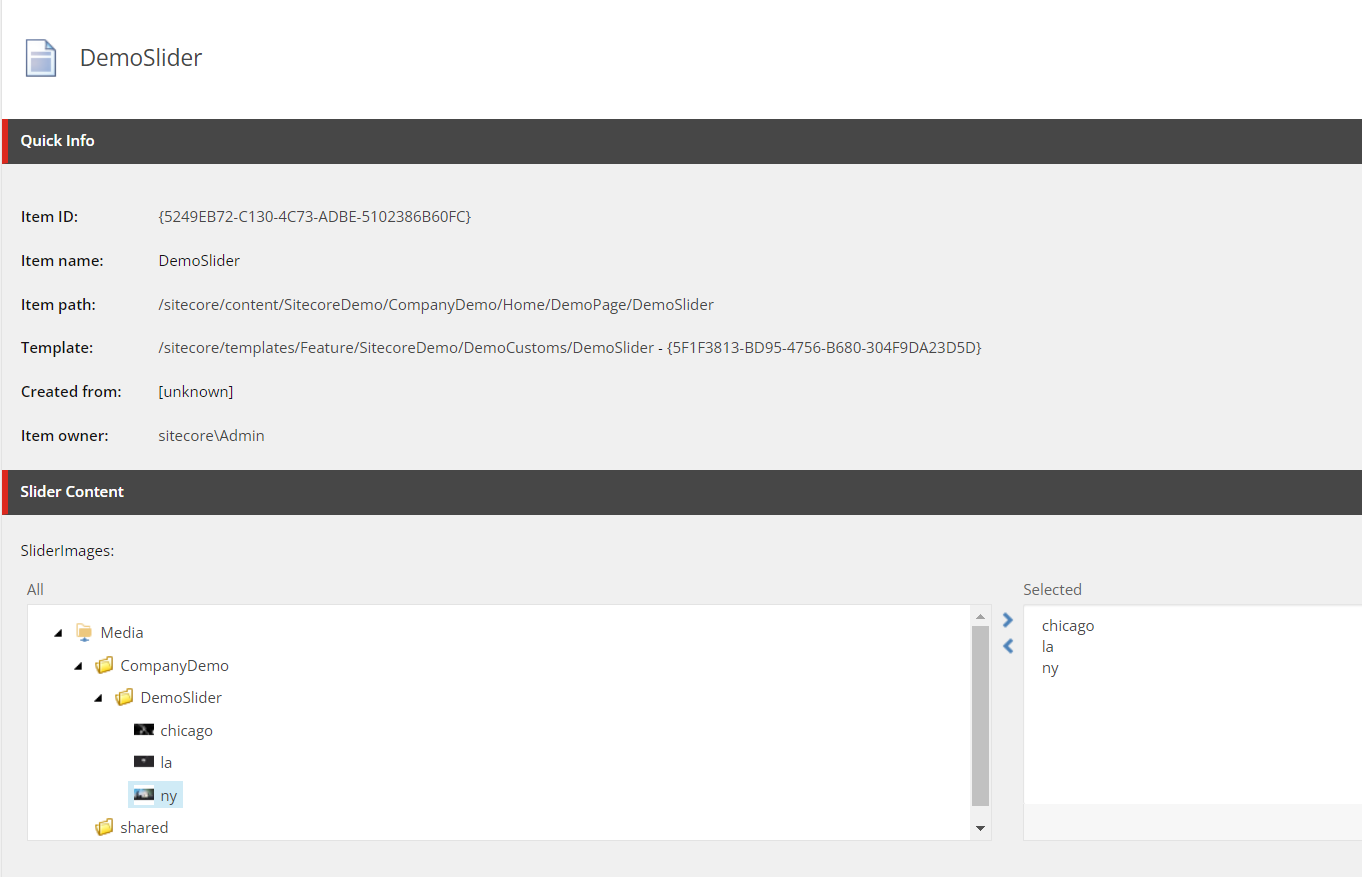 DemoSlider
Quick Info
Item ID: {5249EB72-C130-4C73-ADBE-5102386B60FC}
Item name: DemoSlider
Item path: /sitecore/content/SitecoreDemo/CompanyDemo/Home/DemoPage/DemoSlider
Template: /sitecore/templates/Feature/SitecoreDemo/DemoCustoms/DemoSlider - {5F1F3813-BD95-4756-B680-304F9DA23D5D}
Created from: [unknown]
Item owner: sitecore\Admin
Slider Content
SliderImages:
All
Media
CompanyDemo
DemoSlider
chicago
la
ny
shared
Selected
chicago
la
ny